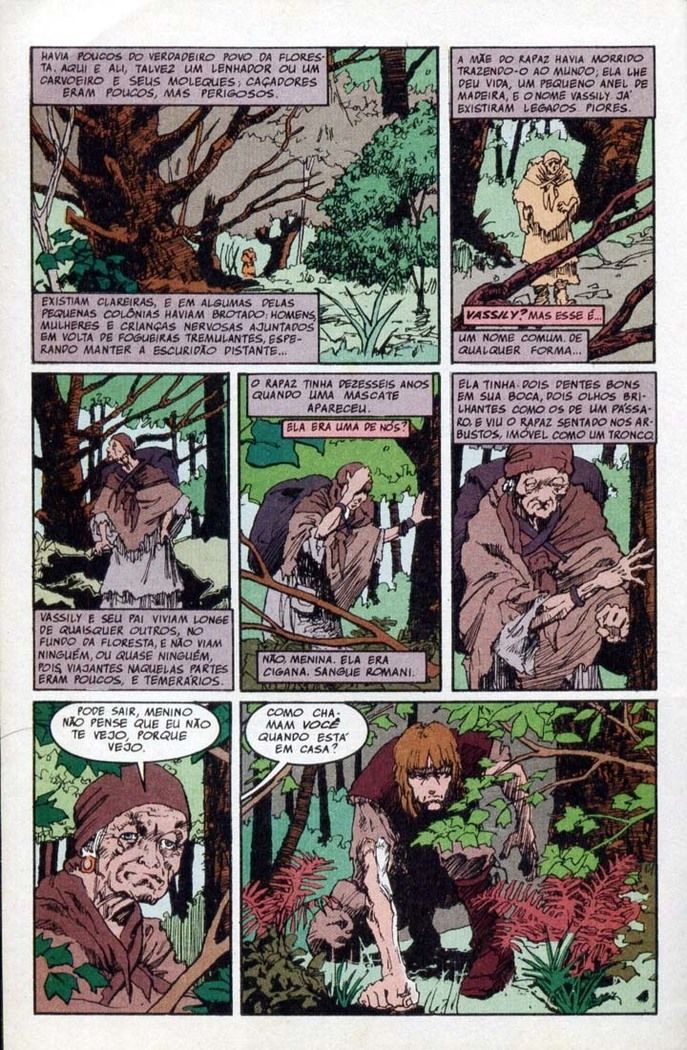 HAVIA POUCOS DO VERDADEIRO POVO DA FLORES-
TA. AQUI E ALI, TALVEZ UM LENHADOR OU UM
CARVOEIRO E SEUS MOLEQUES; CAÇADORES
ERAM POUCOS, MAS PERIGOSOS.
EXISTIAM CLAREIRAS, E EM ALGUMAS DELAS
PEQUENAS COLÔNIAS HAVIAM BROTADO: HOMENS,
MULHERES E CRIANÇAS NERVOSAS AJUNTADOS
EM VOLTA DE FOGUEIRAS TREMULANTES, ESPE-
RANDO MANTER A ESCURIDÃO DISTANTE...
A MÃE DO RAPAZ HAVIA MORRIDO
TRAZENDO-O AO MUNDO; ELA LHE
DEU VIDA, UM PEQUENO ANEL DE
MADEIRA, E O NOME VASSILY. JÁ
EXISTIRAM LEGADOS PIORES.
VASSILY? MAS ESSE É...
UM NOME COMUM. DE
QUALQUER FORMA...
VASSILY E SEU PAI VIVIAM LONGE
DE QUAISQUER OUTROS, NO
FUNDO DA FLORESTA, E NÃO VIAM
NINGUÉM, OU QUASE NINGUÉM,
POIS VIAJANTES NAQUELAS PARTES
ERAM POUCOS, E TEMERÁRIOS.
O RAPAZ TINHA DEZESSEIS ANOS
QUANDO UMA MASCATE
APARECEU.
ELA ERA UMA DE NÓS?
NÃO, MENINA. ELA ERA
CIGANA. SANGUE ROMANI.
ELA TINHA DOIS DENTES BONS
EM SUA BOCA, DOIS OLHOS BRI-
LHANTES COMO OS DE UM PÁSSA-
RO, E VIU O RAPAZ SENTADO NOS AR-
BUSTOS, IMÓVEL COMO UM TRONCO.
PODE SAIR, MENINO
NÃO PENSE QUE EU NÃO
TE VEJO, PORQUE
VEJO.
COMO CHA-
MAM VOCÊ
QUANDO ESTÁ
EM CASA?
4